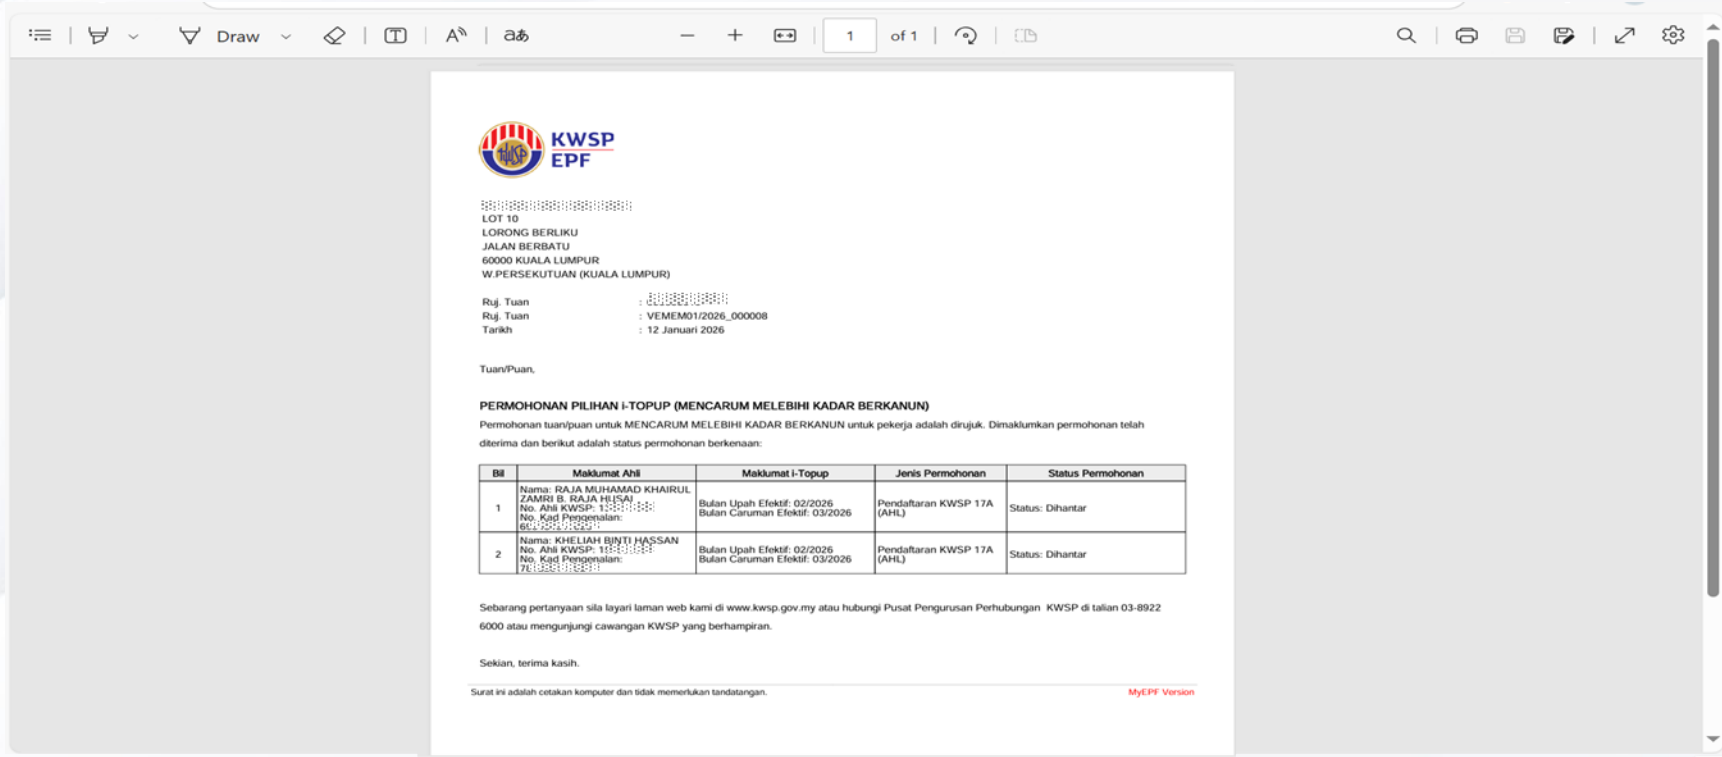 Draw
aあ
1
of 1
KWSP
EPF
LOT 10
LORONG BERLIKU
JALAN BERBATU
60000 KUALA LUMPUR
W.PERSEKUTUAN (KUALA LUMPUR)
Ruj. Tuan :
Ruj. Tuan : VEMEM01/2026_000008
Tarikh : 12 Januari 2026
Tuan/Puan,
PERMOHONAN PILIHAN i-TOPUP (MENCARUM MELEBIHI KADAR BERKANUN)
Permohonan tuan/puan untuk MENCARUM MELEBIHI KADAR BERKANUN untuk pekerja adalah dirujuk. Dimaklumkan permohonan telah
diterima dan berikut adalah status permohonan berkenaan:
Bil Maklumat Ahli Maklumat i-Topup Jenis Permohonan Status Permohonan
1
Nama: RAJA MUHAMAD KHAIRUL
ZAMRI B. RAJA HUSAI
No. Ahli KWSP:
No. Kad Pengenalan:
Bulan Upah Efektif: 02/2026
Bulan Caruman Efektif: 03/2026
Pendaftaran KWSP 17A
(AHL)
Status: Dihantar
2
Nama: KHELIAH BINTI HASSAN
No. Ahli KWSP:
No. Kad Pengenalan:
Bulan Upah Efektif: 02/2026
Bulan Caruman Efektif: 03/2026
Pendaftaran KWSP 17A
(AHL)
Status: Dihantar
Sebarang pertanyaan sila layari laman web kami di www.kwsp.gov.my atau hubungi Pusat Pengurusan Perhubungan KWSP di talian 03-8922
6000 atau mengunjungi cawangan KWSP yang berhampiran.
Sekian, terima kasih.
Surat ini adalah cetakan komputer dan tidak memerlukan tandatangan.
MyEPF Version